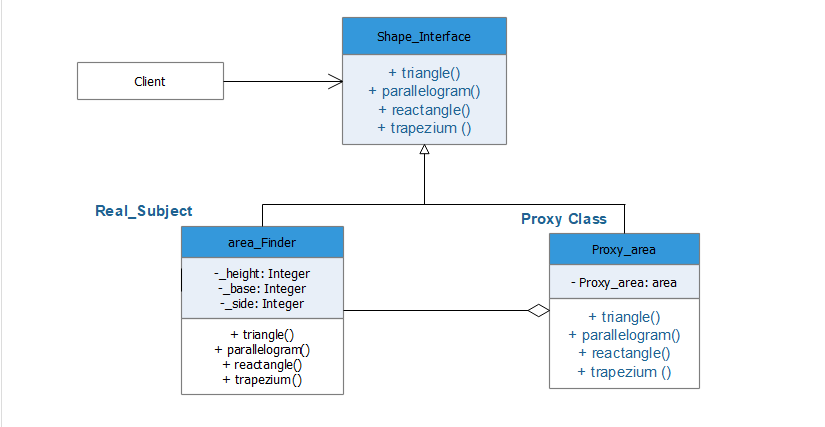 Shape_Interface
+ triangle()
+ parallelogram()
+ reactangle()
+ trapezium ()
Client
Real_Subject
area_Finder
-_height: Integer
-_base: Integer
-_side: Integer
+ triangle()
+ parallelogram()
+ reactangle()
+ trapezium()
Proxy Class
Proxy_area
- Proxy_area: area
+ triangle()
+ parallelogram()
+ reactangle()
+ trapezium ()